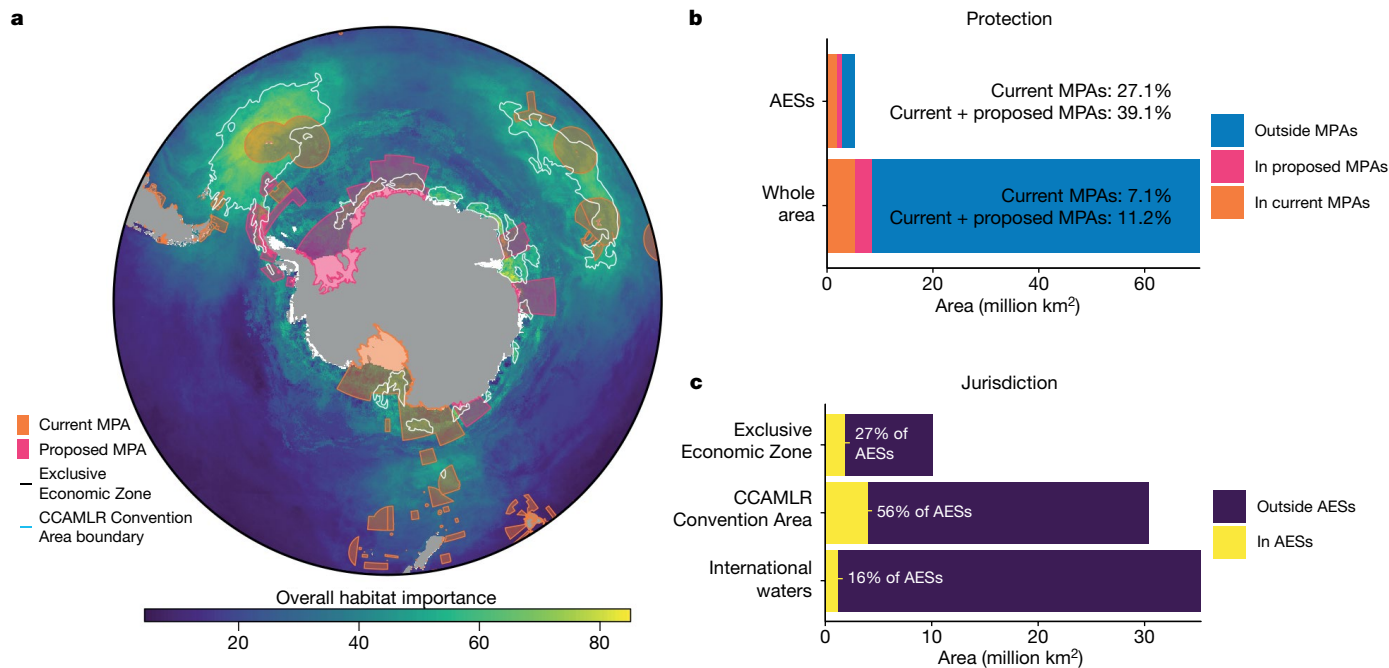 a
Current MPA
Proposed MPA
Exclusive
Economic Zone
CCAMLR Convention
Area boundary
Overall habitat importance
20 40 60 80
b
Protection
AESs
Current MPAs: 27.1%
Current + proposed MPAs: 39.1%
Whole
area
Current MPAs: 7.1%
Current + proposed MPAs: 11.2%
0 20 40 60
Area (million km²)
Outside MPAs
In proposed MPAs
In current MPAs
c
Jurisdiction
Exclusive
Economic Zone
27% of
AESs
CCAMLR
Convention Area
56% of AESs
International
waters
16% of AESs
0 10 20 30
Area (million km²)
Outside AESs
In AESs